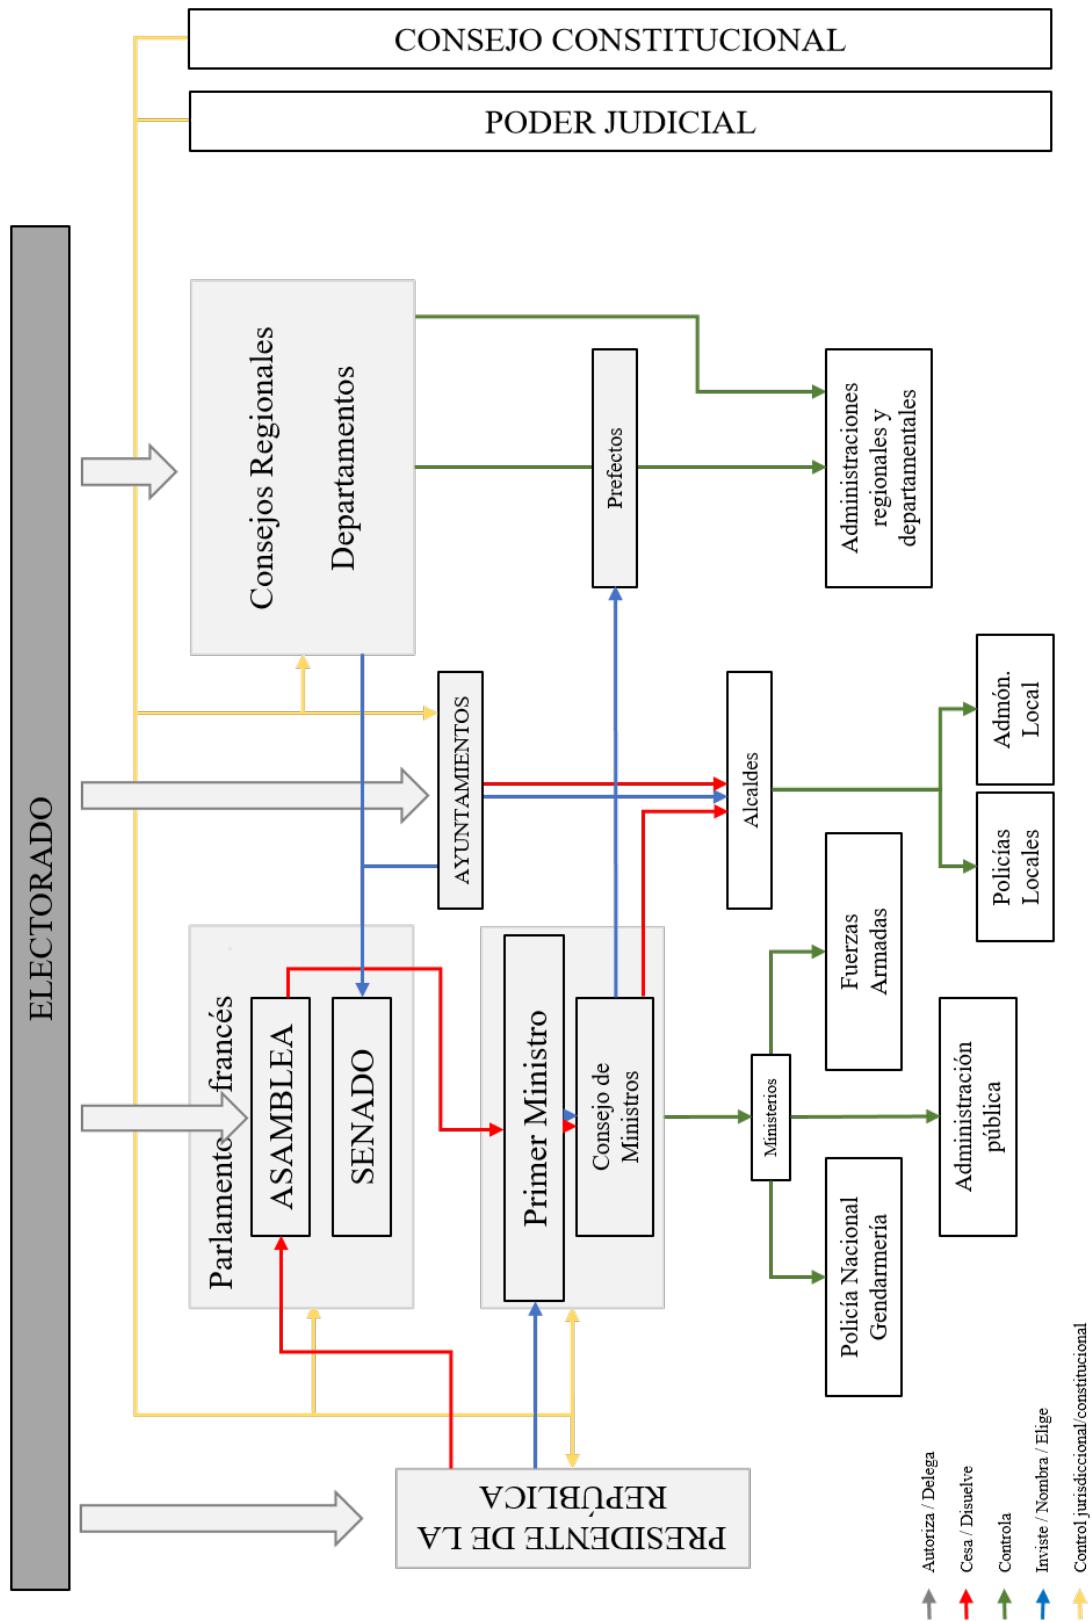 ELECTORADO
CONSEJO CONSTITUCIONAL
PODER JUDICIAL
Consejos Regionales
Departamentos
Parlamento francés
ASAMBLEA
SENADO
PRESIDENTE DE LA
REPÚBLICA
AYUNTAMIENTOS
Primer Ministro
Consejo de
Ministros
Prefectos
Alcaldes
Ministerios
Policía Nacional
Gendarmería
Fuerzas
Armadas
Administración
pública
Policías
Locales
Admón.
Local
Administraciones
regionales y
departamentales
Autoriza / Delega
Cesa / Disuelve
Controla
Inviste / Nombra / Elige
Control jurisdiccional/constitucional